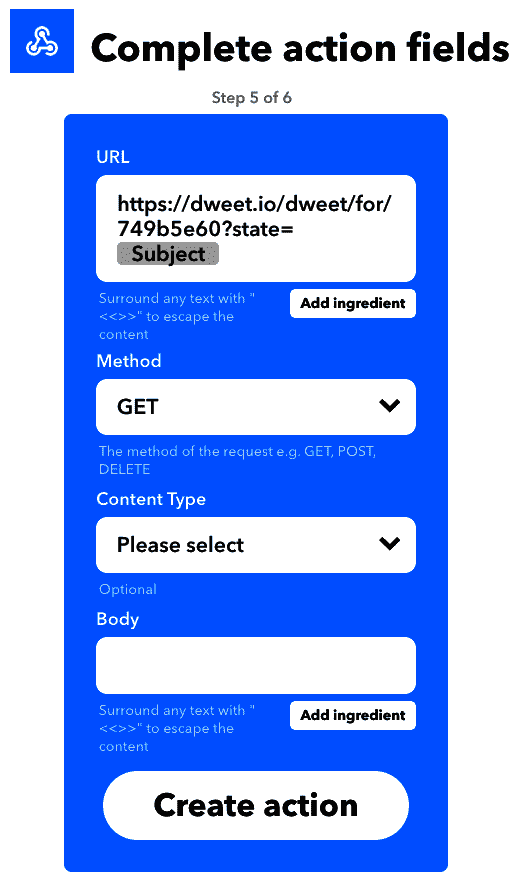 Complete action fields
Step 5 of 6
URL
https://dweet.io/dweet/for/
749b5e60?state=
Subject
Surround any text with "
<<>>" to escape the
content
Add ingredient
Method
GET
The method of the request e.g. GET, POST,
DELETE
Content Type
Please select
Optional
Body
Surround any text with "
<<>>" to escape the
content
Add ingredient
Create action